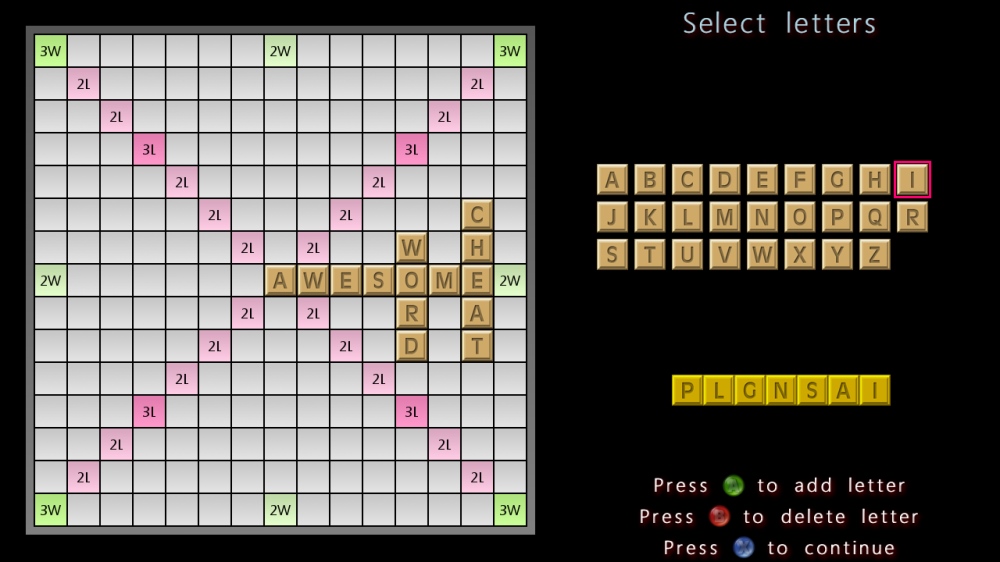 Select letters
3W 2W 3W
2L 2L
2L 2L
3L 3L
2L 2L
2L 2L C
2L 2L W H
2W A W E S O M E 2W
2L 2L R A
2L 2L D T
2L 2L
3L 3L
2L 2L
2L 2L
3W 2W 3W
A B C D E F G H I
J K L M N O P Q R
S T U V W X Y Z
P L G N S A I
Press to add letter
Press to delete letter
Press to continue